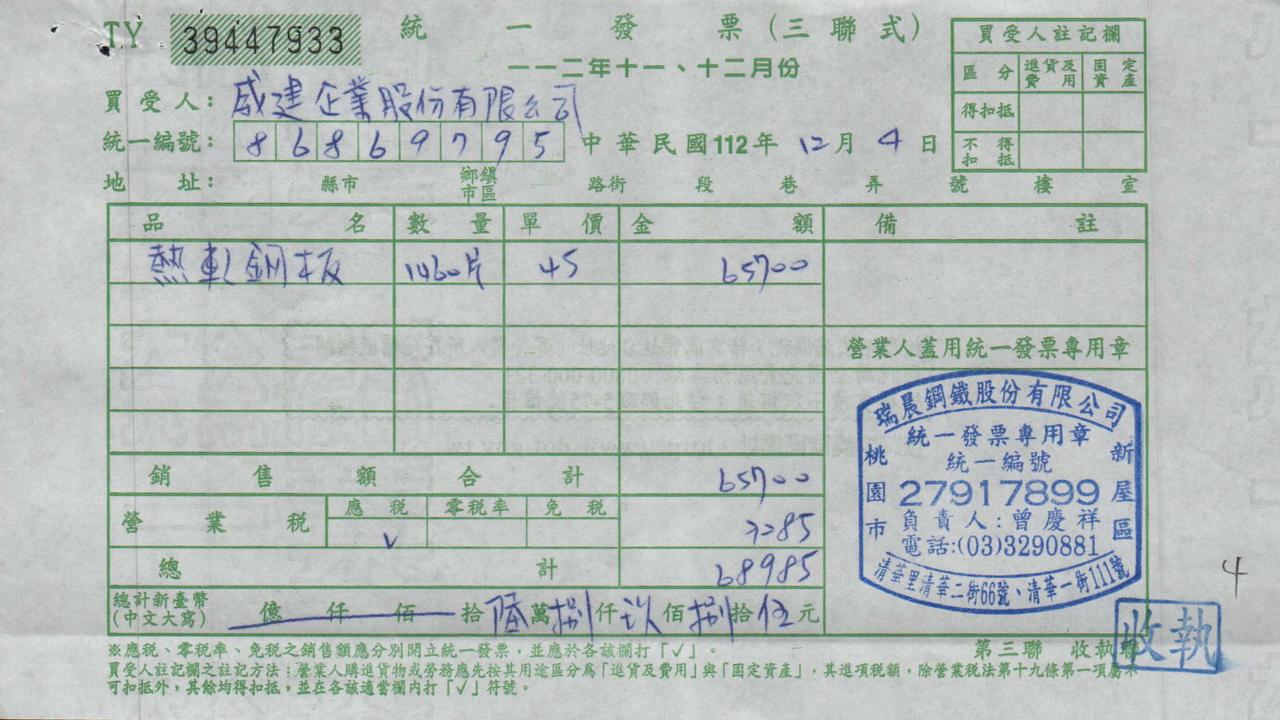 TY 39447933 統一發票(三聯式)
一一二年十一、十二月份
買受人: 威建企業股份有限公司
統一編號: 86869795 中華民國112年12月4日
地址: 縣市 鄉鎮市區 路街 段 巷 弄 號 樓 室
買受人註記欄
區分 進貨及費用 固定資產
得扣抵
不得扣抵
品名 數量 單價 金額 備註
熱軋鋼板 1460片 45 65700
營業人蓋用統一發票專用章
銷售額合計 65700
營業稅 應稅 零稅率 免稅
v 3285
總計 68985
總計新臺幣
(中文大寫)
億仟佰拾陸萬捌仟玖佰捌拾伍元
瑞晨鋼鐵股份有限公司
統一發票專用章
統一編號
27917899
負責人:曾慶祥
電話:(03)3290881
桃園市
新屋區
清華里清華二街66號、清華一街111號
4
※應稅、零稅率、免稅之銷售額應分別開立統一發票,並應於各該欄打「√」。
第三聯 收執聯
收執
買受人註記欄之註記方法:營業人購進貨物或勞務應先按其用途區分為「進貨及費用」與「固定資產」,其進項稅額,除營業稅法第十九條第一項屬不
可扣抵外,其餘均得扣抵,並在各該適當欄內打「√」符號。